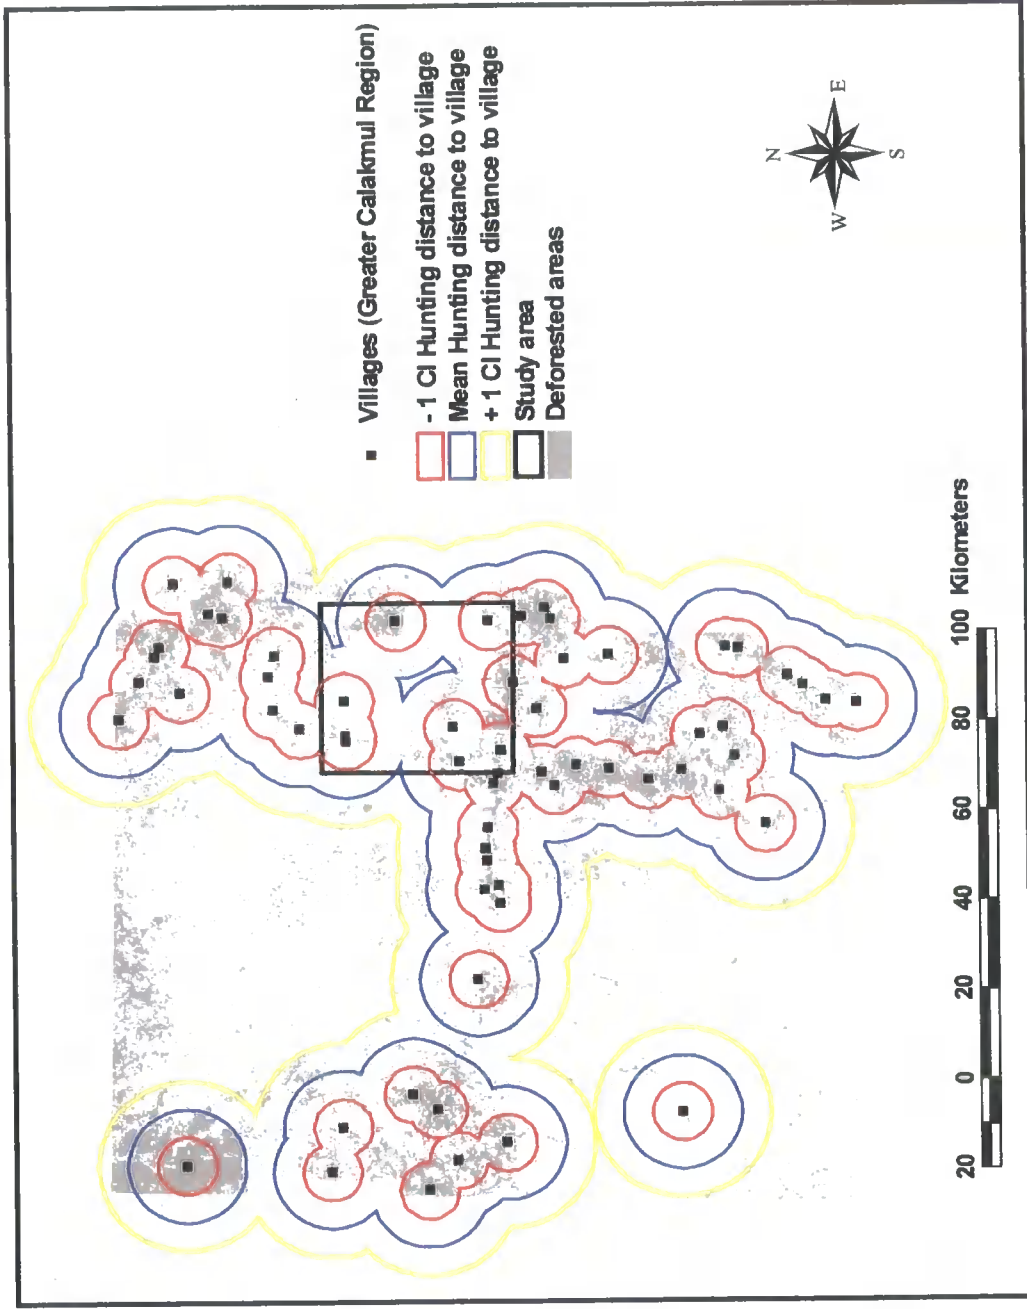 Villages (Greater Calakmul Region)
- 1 CI Hunting distance to village
Mean Hunting distance to village
+ 1 CI Hunting distance to village
Study area
Deforested areas
N
W
E
S
20
0
20
40
60
80
100 Kilometers